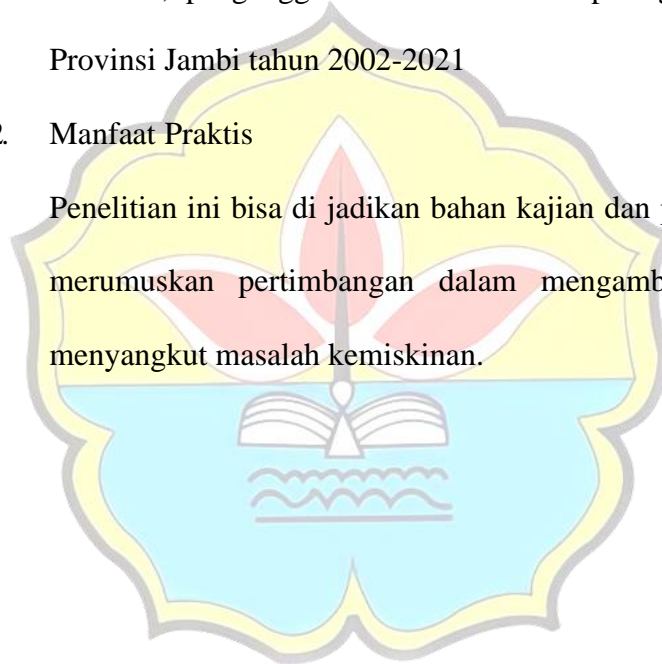 Provinsi Jambi tahun 2002-2021
2. Manfaat Praktis
Penelitian ini bisa di jadikan bahan kajian dan
merumuskan pertimbangan dalam
menyangkut masalah kemiskinan.